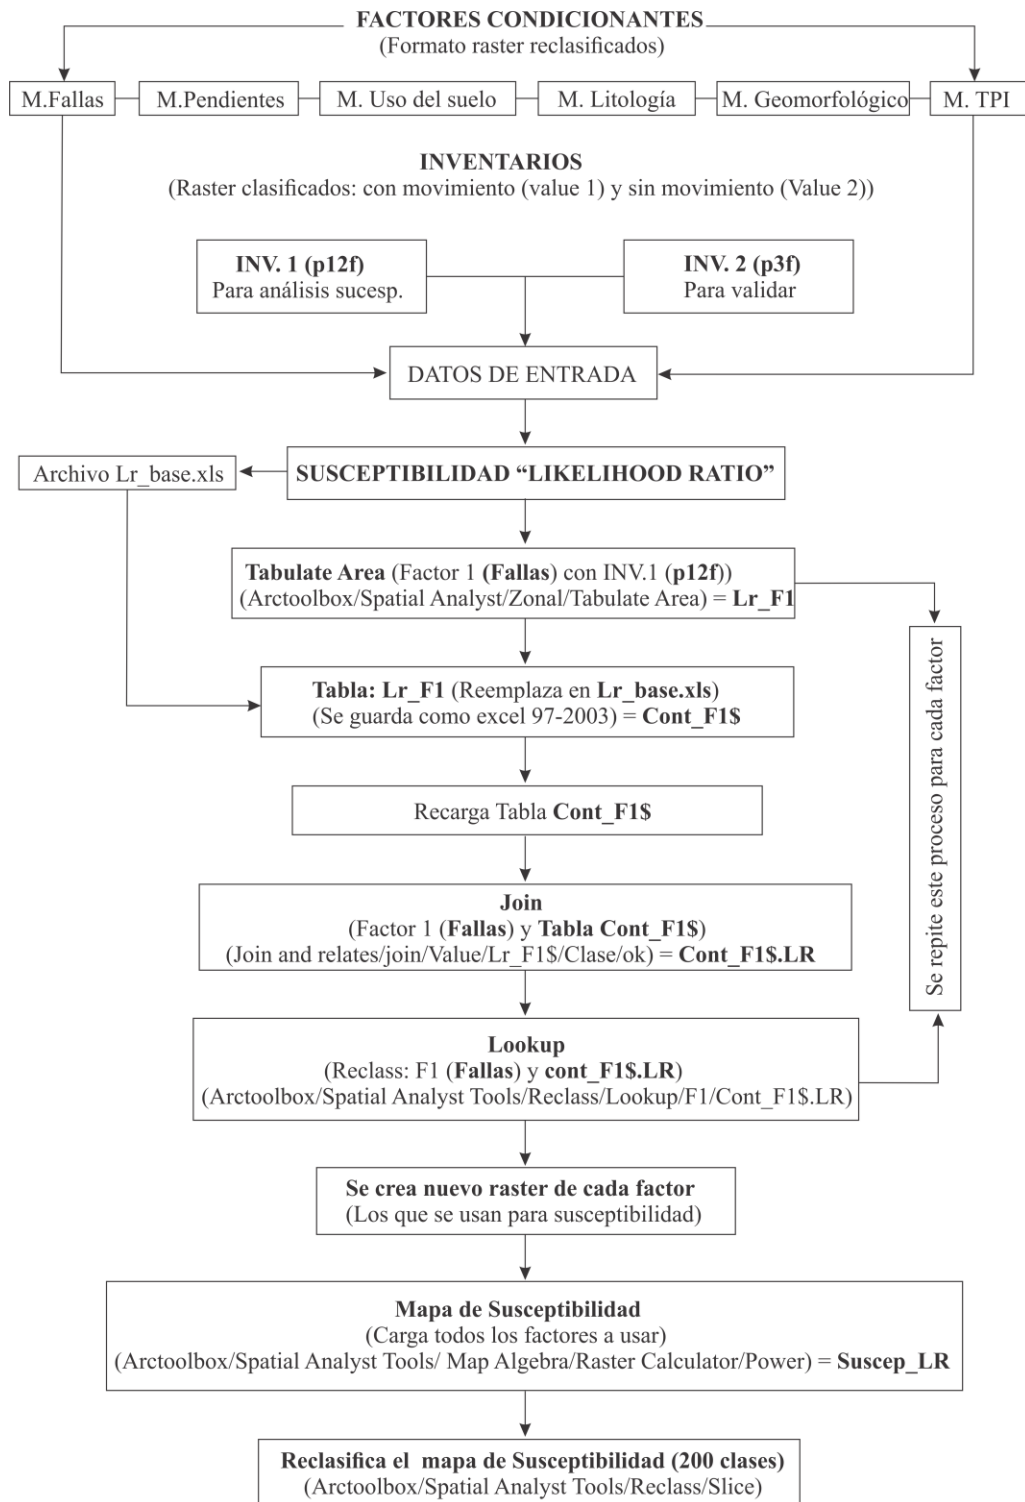 FACTORES CONDICIONANTES
(Formato raster reclasificados)
M.Fallas
M.Pendientes
M. Uso del suelo
M. Litología
M. Geomorfológico
M. TPI
INVENTARIOS
(Raster clasificados: con movimiento (value 1) y sin movimiento (Value 2))
INV. 1 (p12f)
Para análisis sucesp.
INV. 2 (p3f)
Para validar
DATOS DE ENTRADA
Archivo Lr_base.xls
SUSCEPTIBILIDAD “LIKELIHOOD RATIO”
Tabulate Area (Factor 1 (Fallas) con INV.1 (p12f))
(Arctoolbox/Spatial Analyst/Zonal/Tabulate Area) = Lr_F1
Tabla: Lr_F1 (Reemplaza en Lr_base.xls)
(Se guarda como excel 97-2003) = Cont_F1$
Recarga Tabla Cont_F1$
Join
(Factor 1 (Fallas) y Tabla Cont_F1$)
(Join and relates/join/Value/Lr_F1$/Clase/ok) = Cont_F1$.LR
Se repite este proceso para cada factor
Lookup
(Reclass: F1 (Fallas) y cont_F1$.LR)
(Arctoolbox/Spatial Analyst Tools/Reclass/Lookup/F1/Cont_F1$.LR)
Se crea nuevo raster de cada factor
(Los que se usan para susceptibilidad)
Mapa de Susceptibilidad
(Carga todos los factores a usar)
(Arctoolbox/Spatial Analyst Tools/ Map Algebra/Raster Calculator/Power) = Suscep_LR
Reclasifica el mapa de Susceptibilidad (200 clases)
(Arctoolbox/Spatial Analyst Tools/Reclass/Slice)